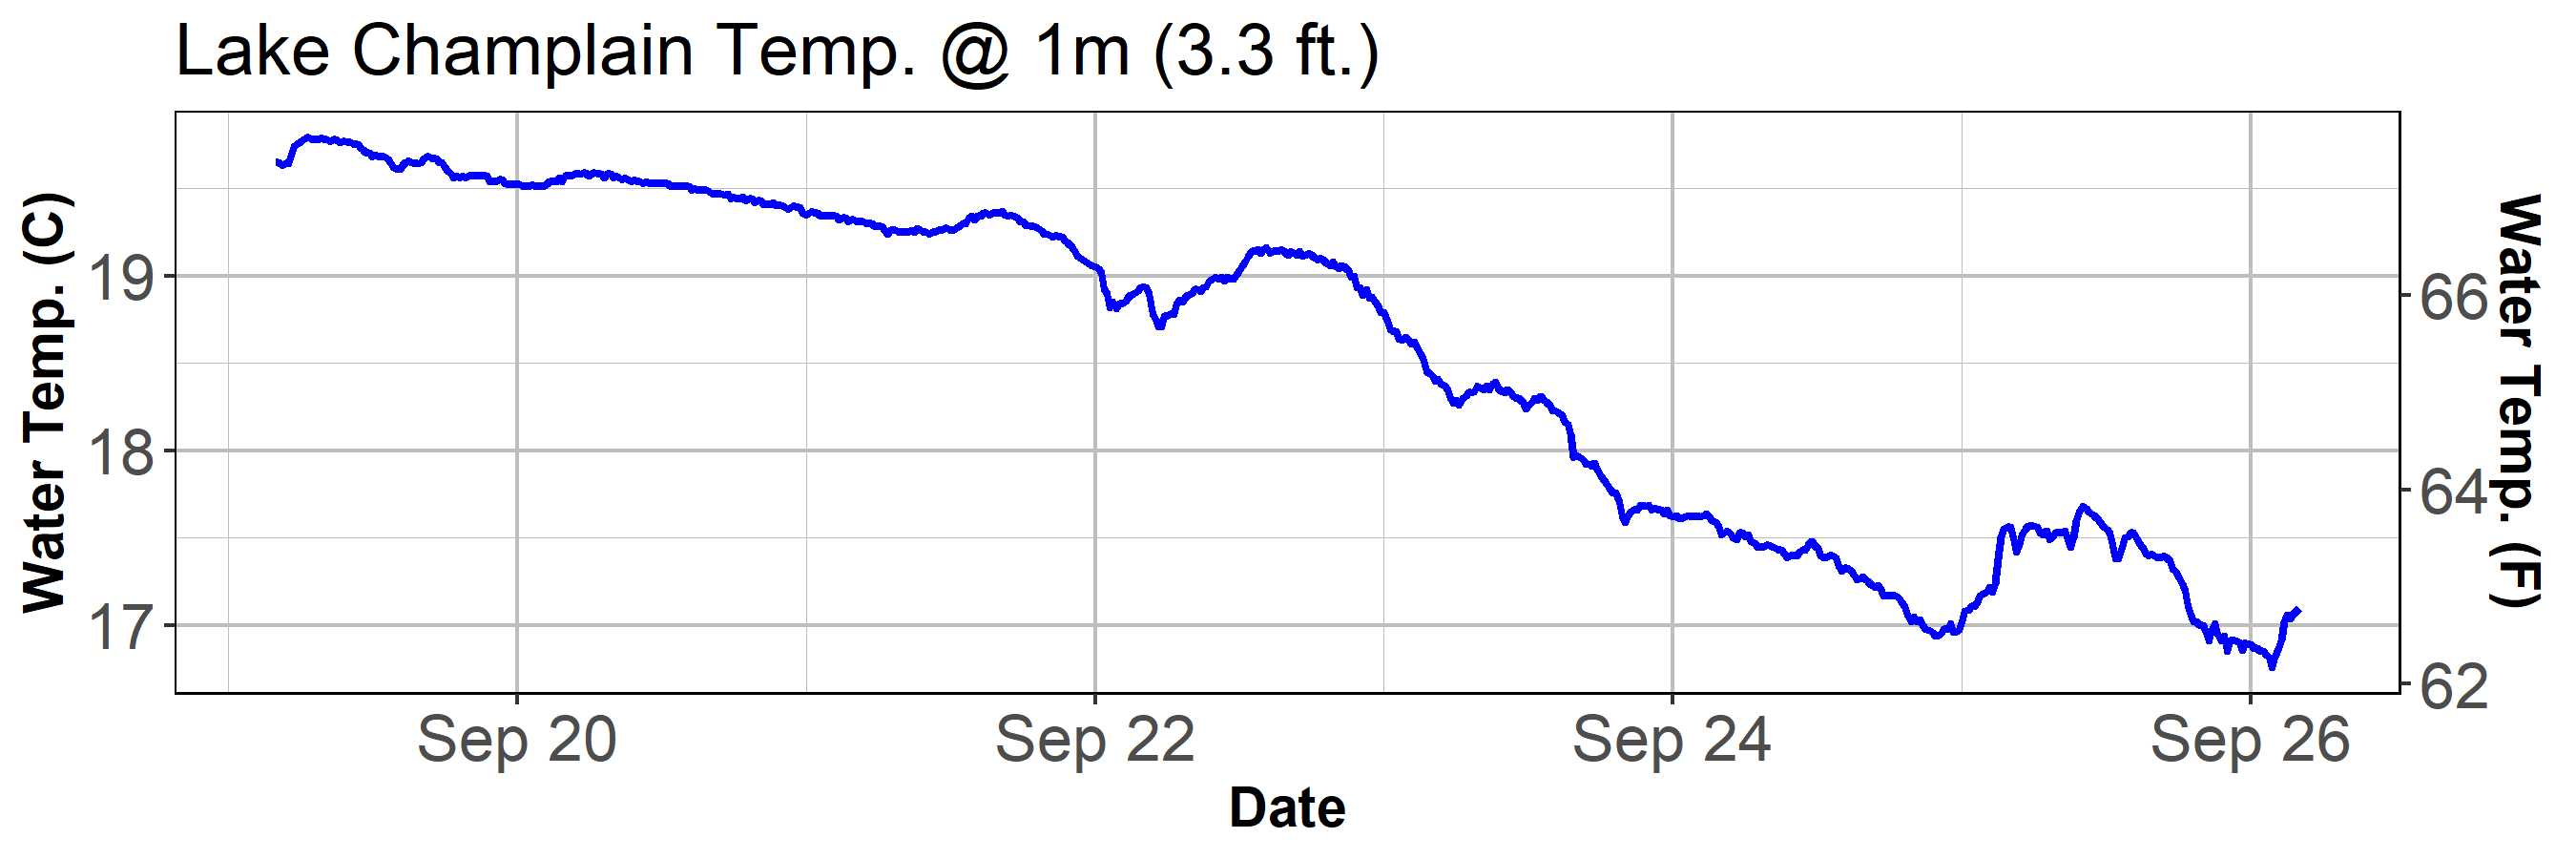 Lake Champlain Temp. @ 1m (3.3 ft.)
Water Temp. (C)
19
18
17
66
64
62
Water Temp. (F)
Sep 20
Sep 22
Sep 24
Sep 26
Date